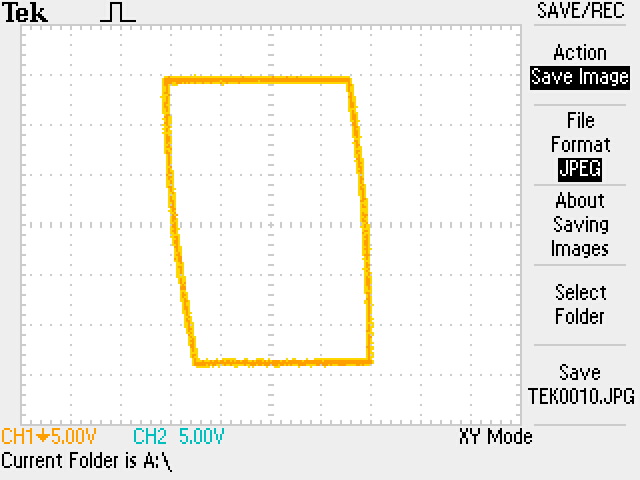 Tek
SAVE/REC
Action
Save Image
File
Format
JPEG
About
Saving
Images
Select
Folder
Save
TEK0010.JPG
CH1 5.00V CH2 5.00V XY Mode
Current Folder is A:\